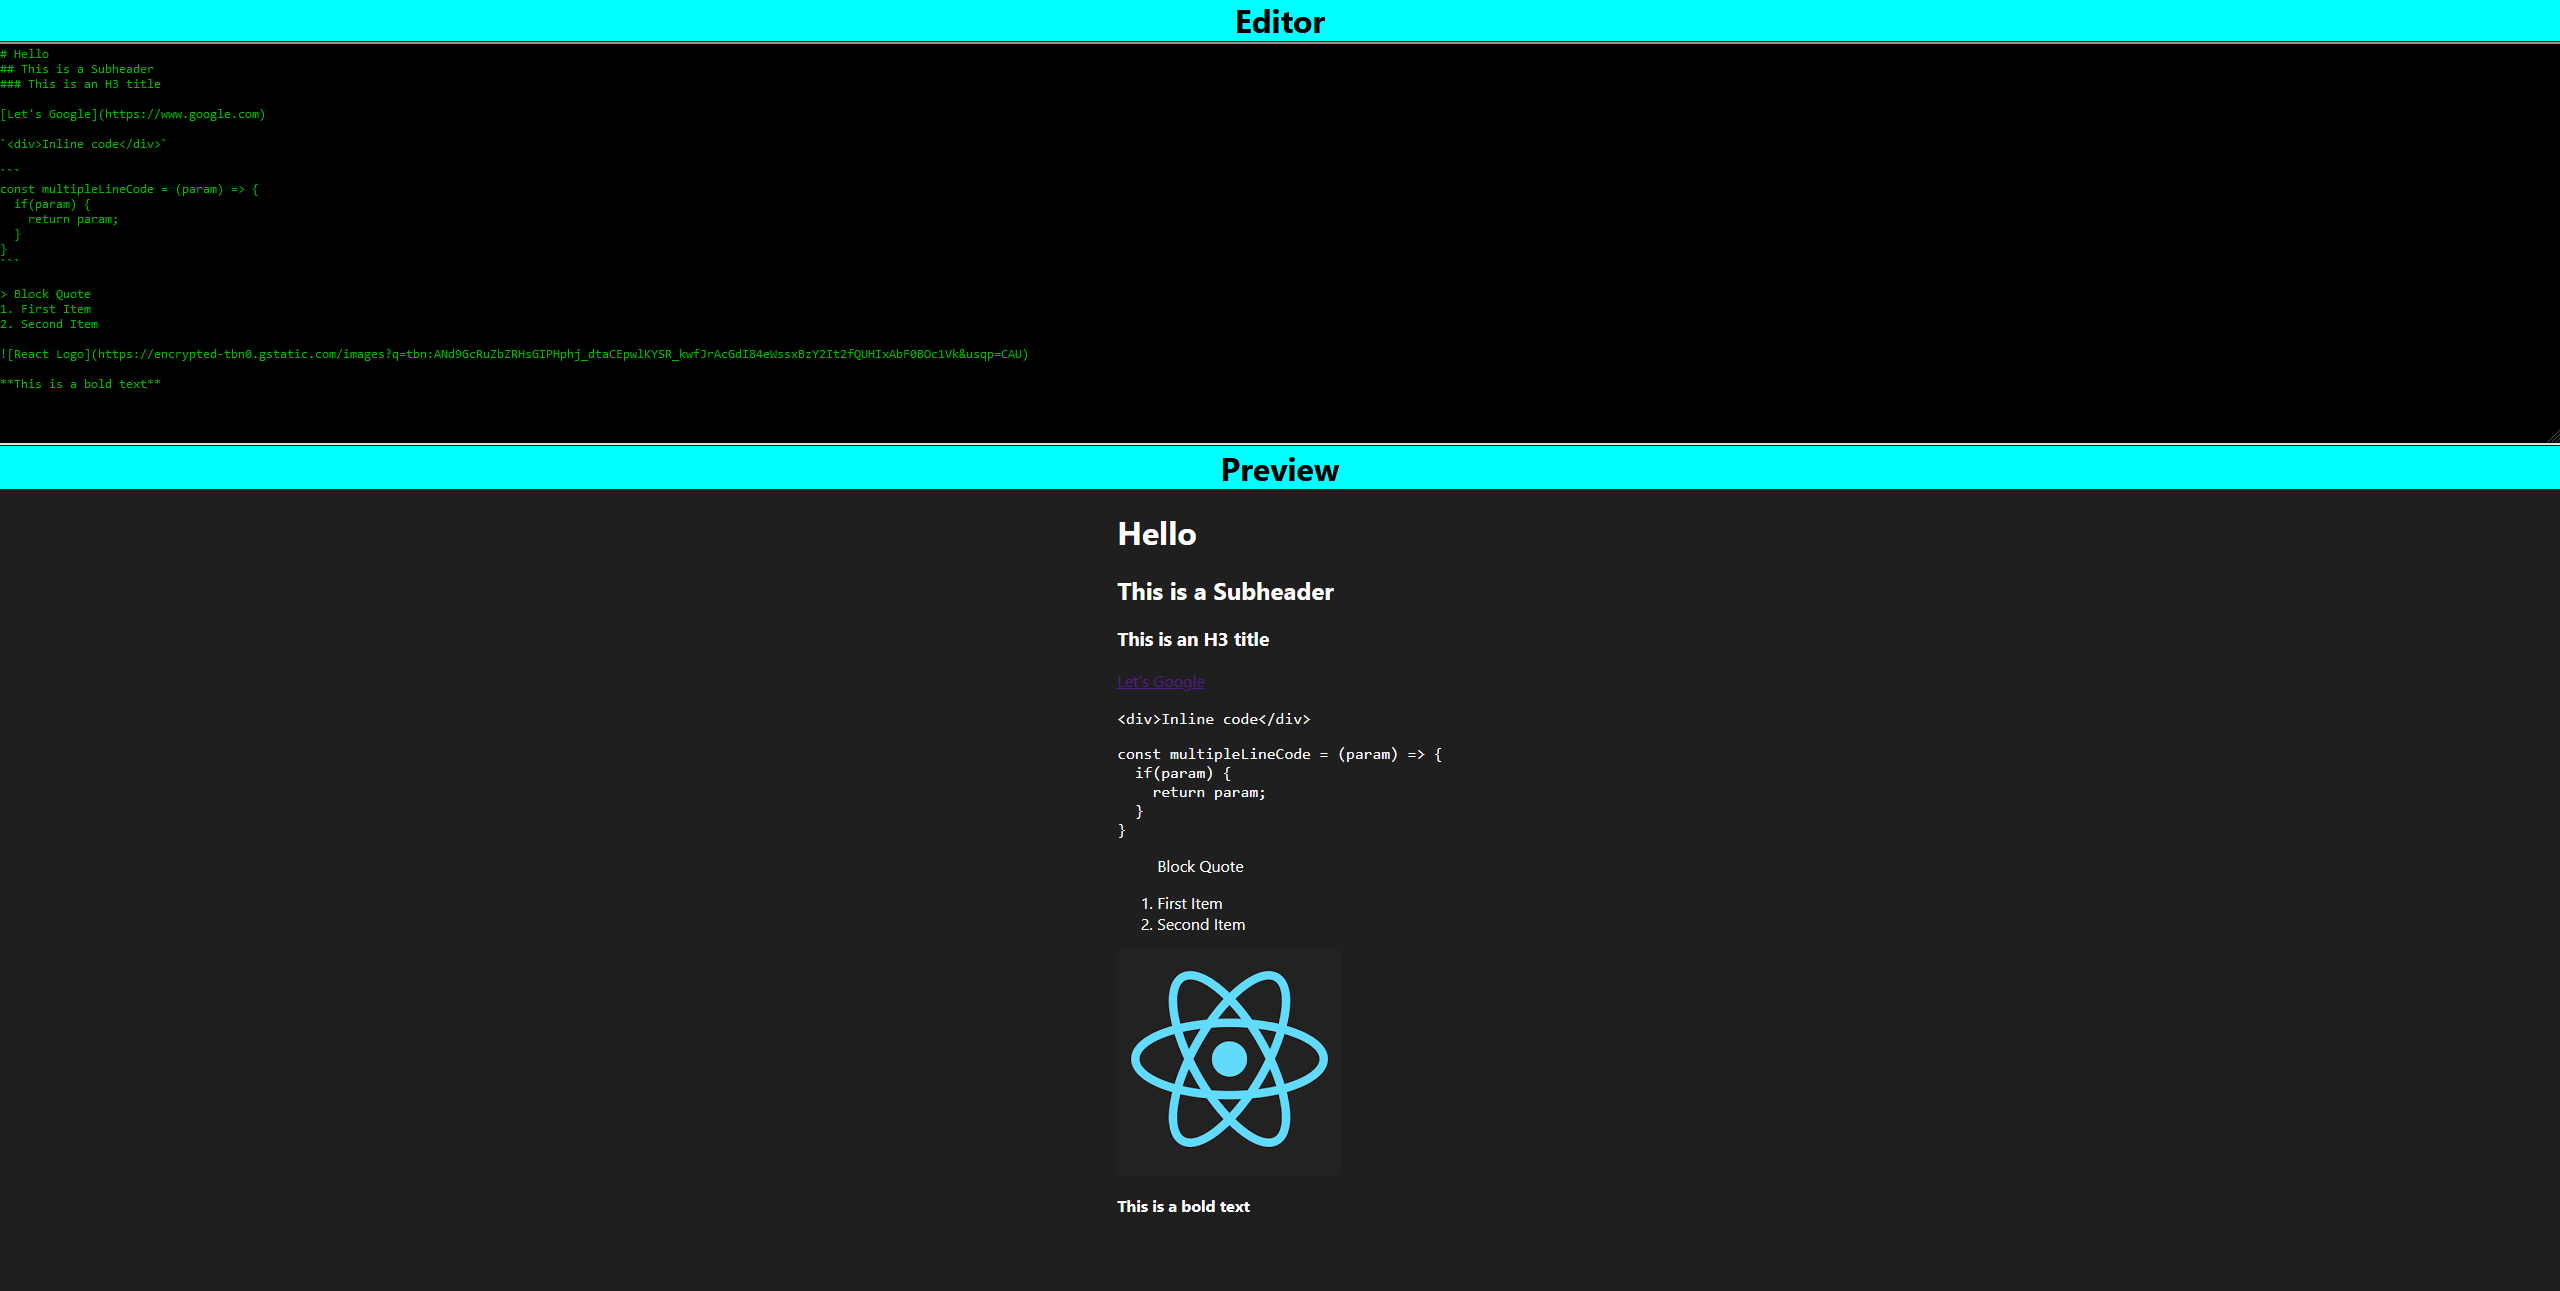 Editor
# Hello
## This is a Subheader
### This is an H3 title
[Let's Google](https://www.google.com)
`<div>Inline code</div>`
```
const multipleLineCode = (param) => {
  if(param) {
    return param;
  }
}
```
> Block Quote
1. First Item
2. Second Item
![React Logo](https://encrypted-tbn0.gstatic.com/images?q=tbn:ANd9GcRuZbZRHsGIPHphj_dtaCEpwlKYSR_kwfJrAcGdI84eWssxBzY2It2fQUHIxAbF0BOc1Vk&usqp=CAU)
**This is a bold text**
Preview
Hello
This is a Subheader
This is an H3 title
Let's Google
<div>Inline code</div>
const multipleLineCode = (param) => {
  if(param) {
    return param;
  }
}
Block Quote
1. First Item
2. Second Item
This is a bold text